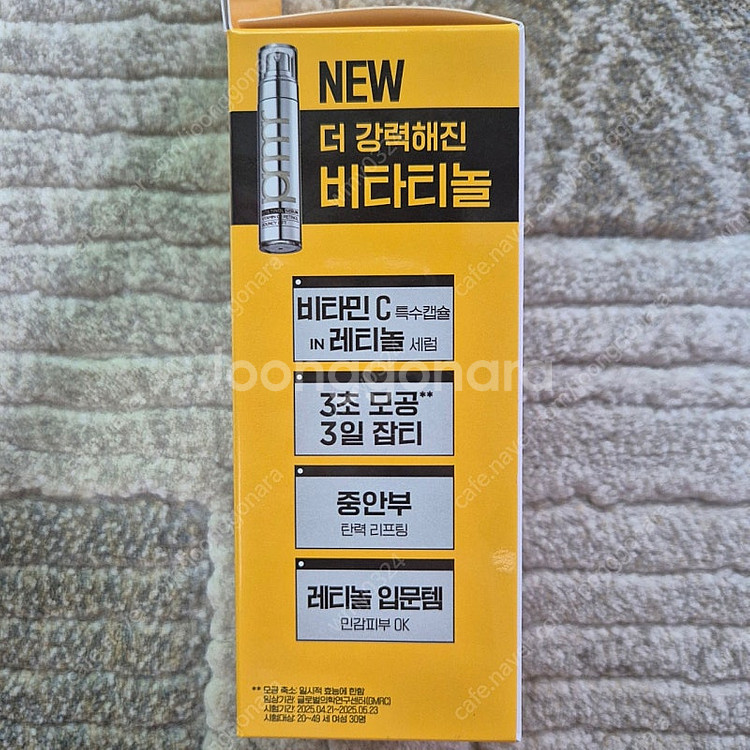 NEW
더 강력해진
비타티놀
비타민 C 특수캡슐
IN 레티놀 세럼
3초 모공**
3일 잡티
중안부
탄력 리프팅
레티놀 입문템
민감피부 OK
** 모공 축소: 일시적 효능에 한함
임상기관: 글로벌의학연구센터(GMRC)
시험기간: 2025.04.21~2025.05.23
시험대상: 20~49 세 여성 30명
Joonggonara